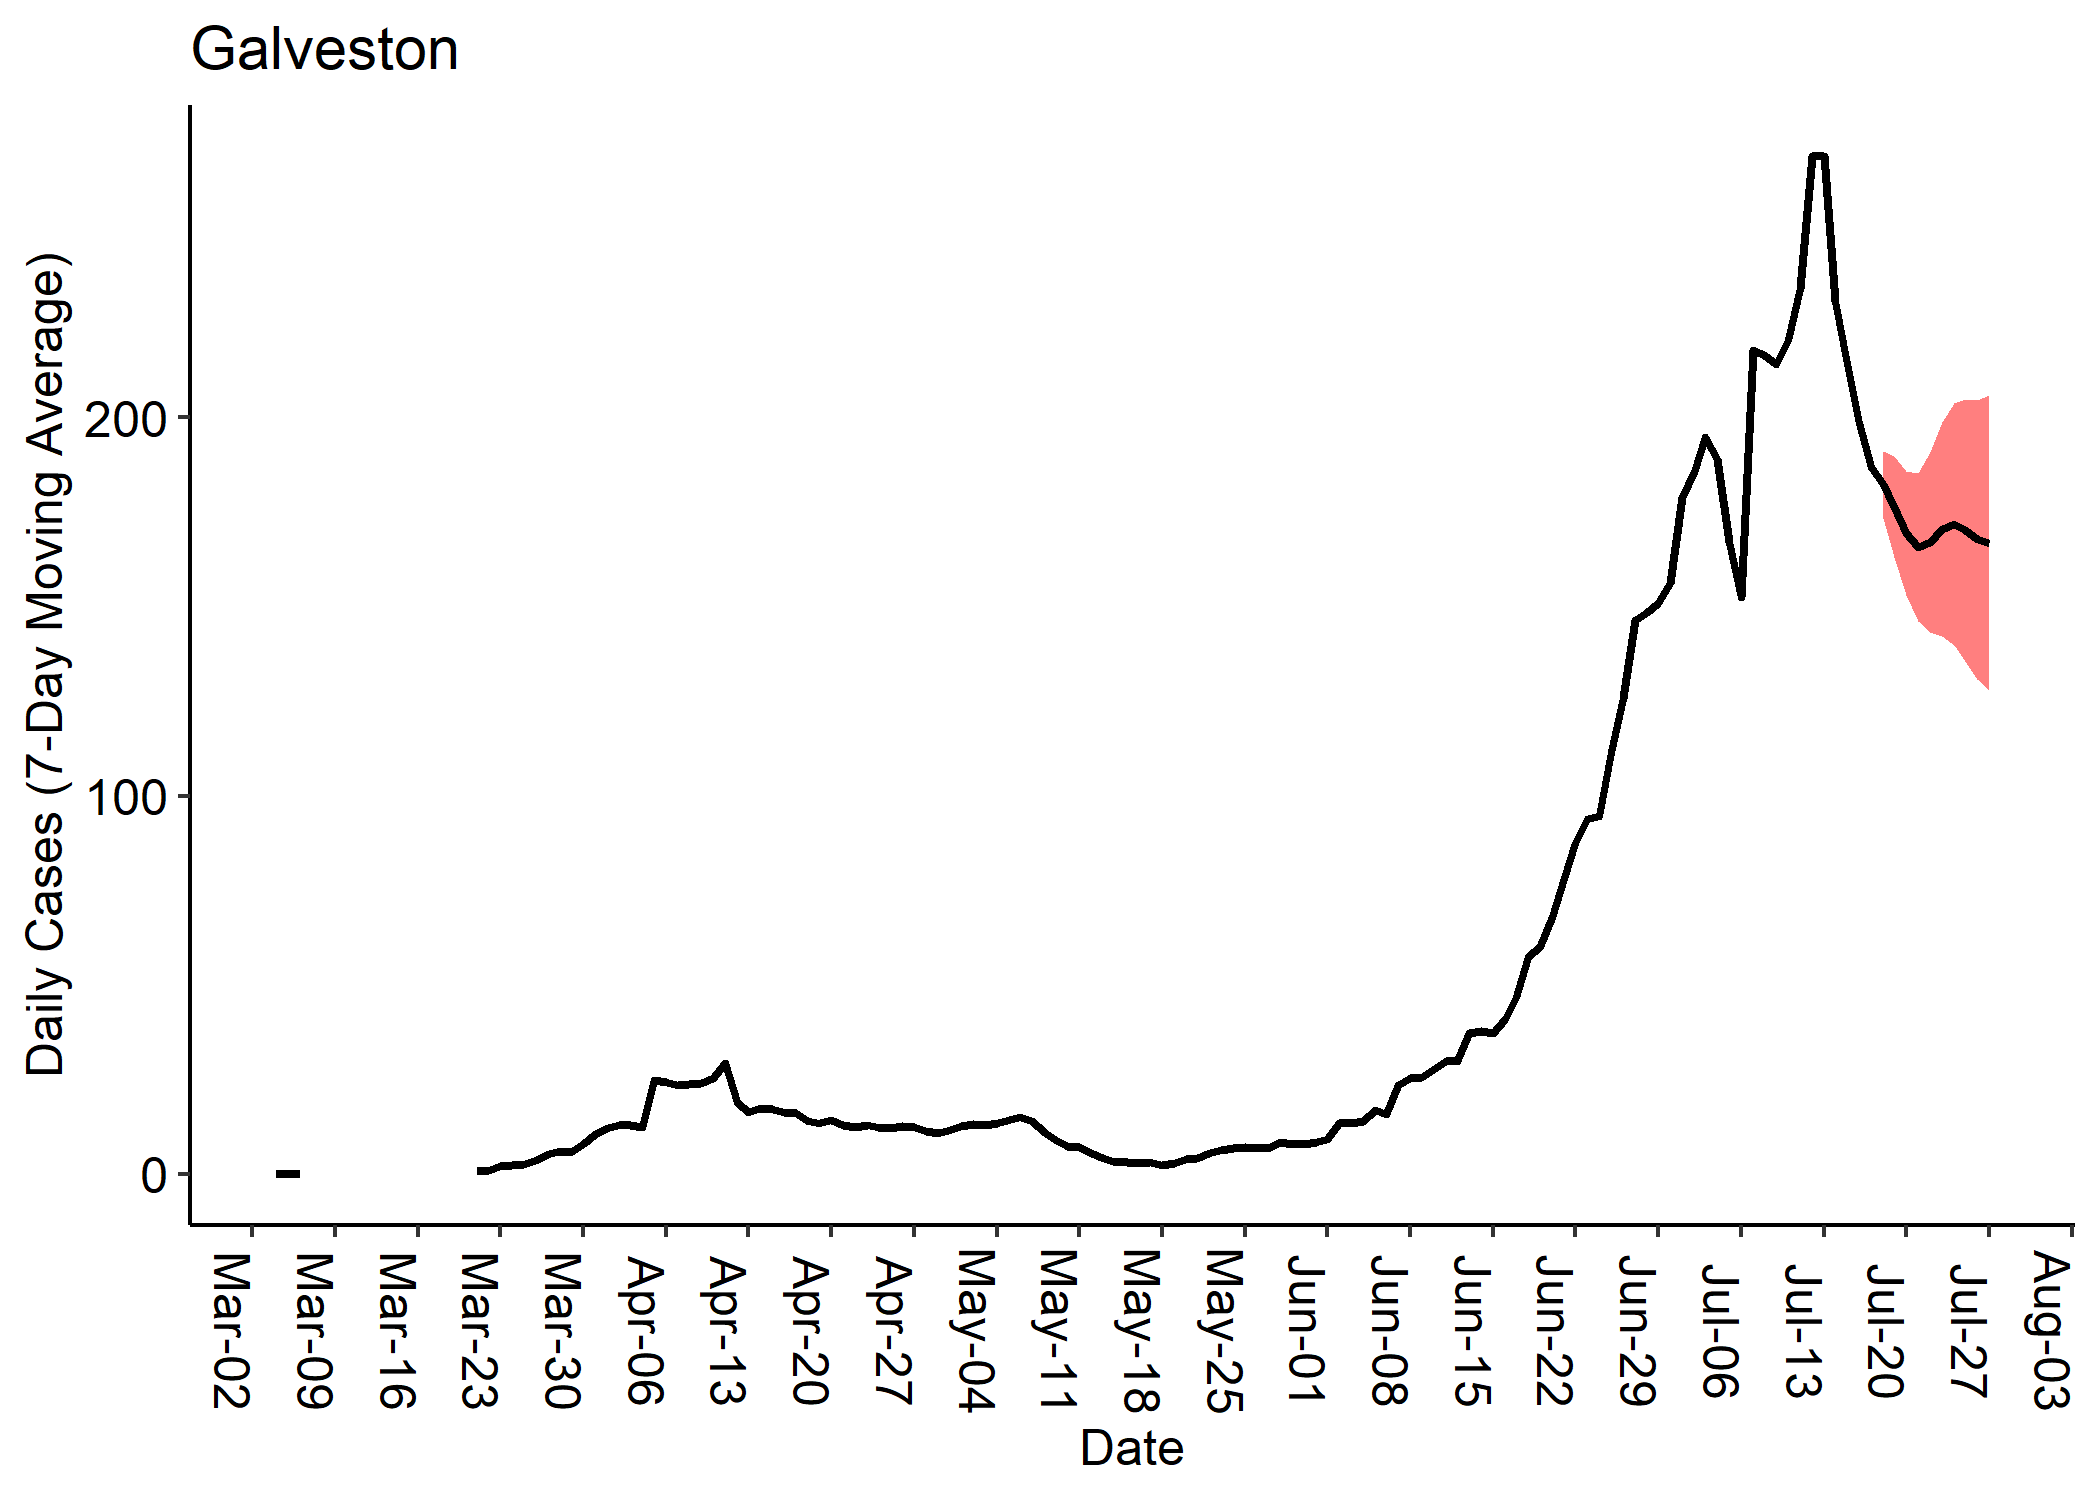 Galveston
Daily Cases (7-Day Moving Average)
200
100
0
Mar-02
Mar-09
Mar-16
Mar-23
Mar-30
Apr-06
Apr-13
Apr-20
Apr-27
May-04
May-11
May-18
May-25
Jun-01
Jun-08
Jun-15
Jun-22
Jun-29
Jul-06
Jul-13
Jul-20
Jul-27
Aug-03
Date